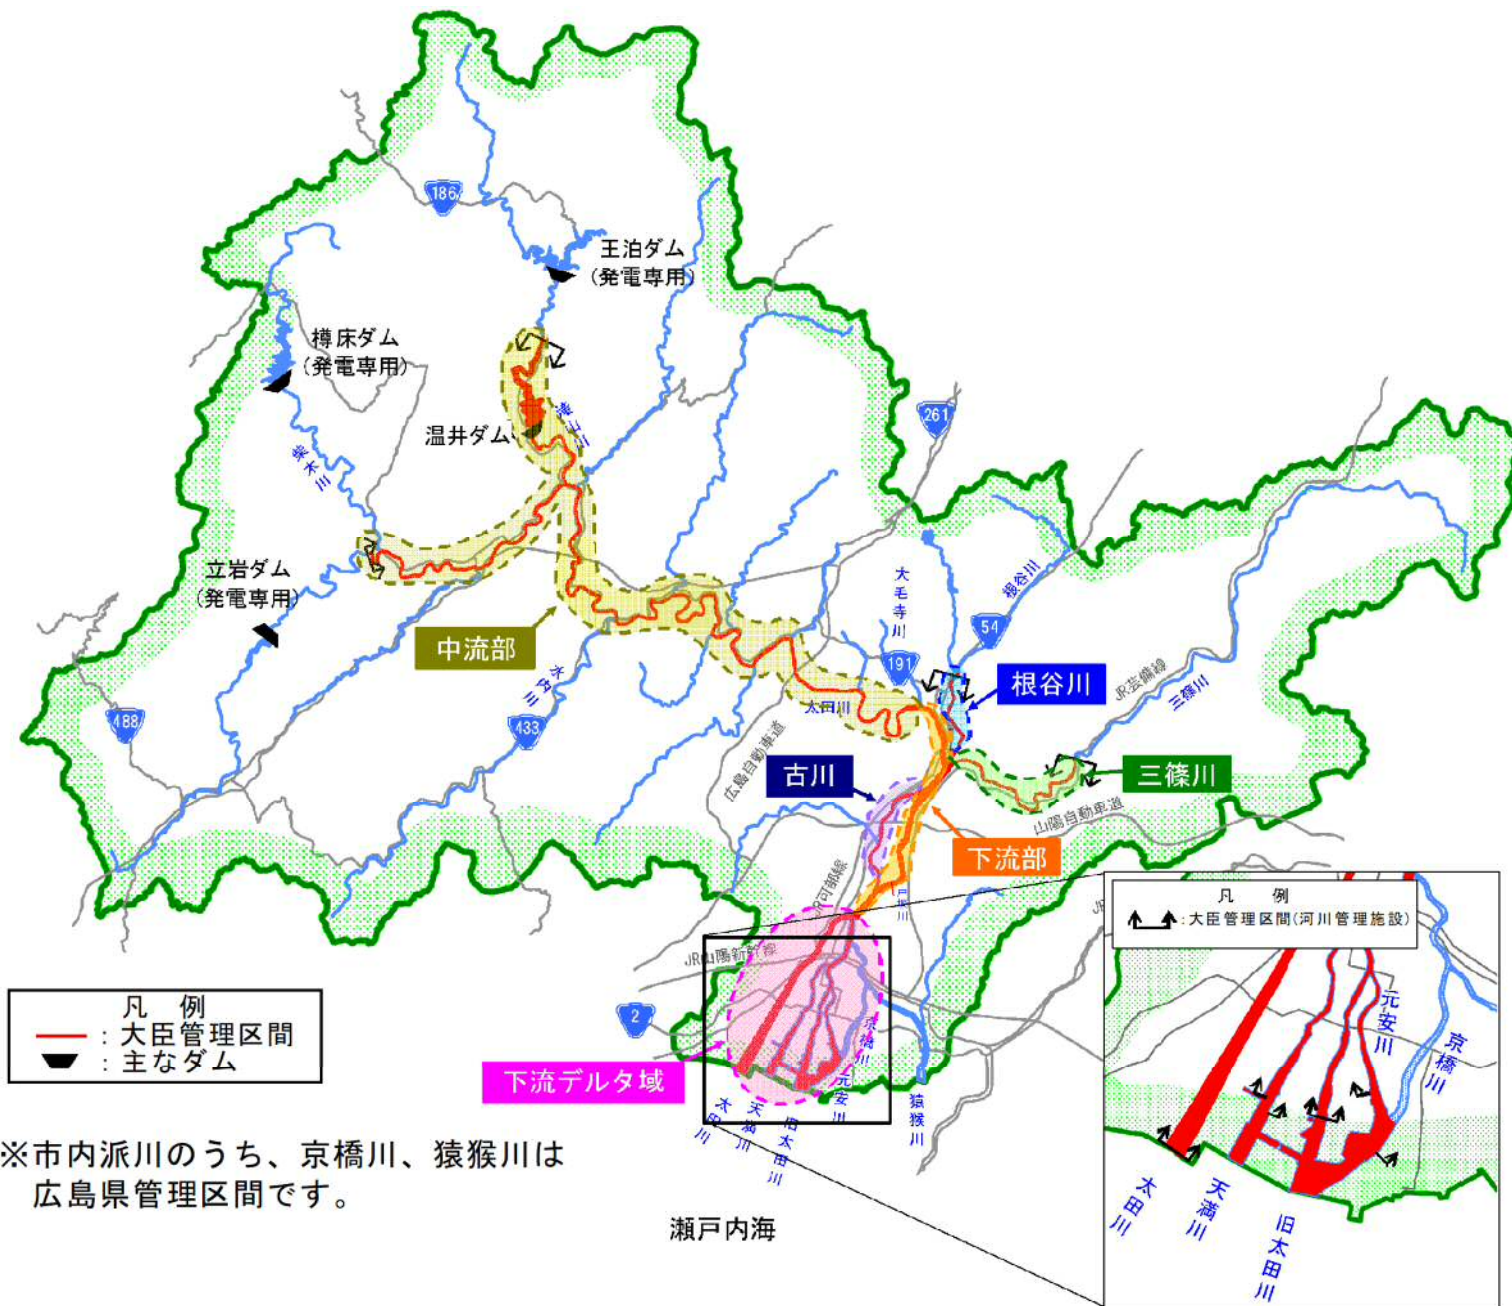 186
王泊ダム
(発電専用)
樽床ダム
(発電専用)
261
温井ダム
滝山川
柴木川
立岩ダム
(発電専用)
大毛寺川
根谷川
54
中流部
191
根谷川
JR芸備線
三篠川
水内川
太田川
488
433
広島自動車道
古川
三篠川
山陽自動車道
下流部
JR可部線
戸坂川
凡 例
:大臣管理区間(河川管理施設)
JR山陽新幹線
2
凡 例
:大臣管理区間
:主なダム
京橋川
元安川
京橋川
下流デルタ域
太田川
天満川
旧太田川
元安川
猿猴川
※市内派川のうち、京橋川、猿猴川は
広島県管理区間です。
太田川
天満川
旧太田川
瀬戸内海